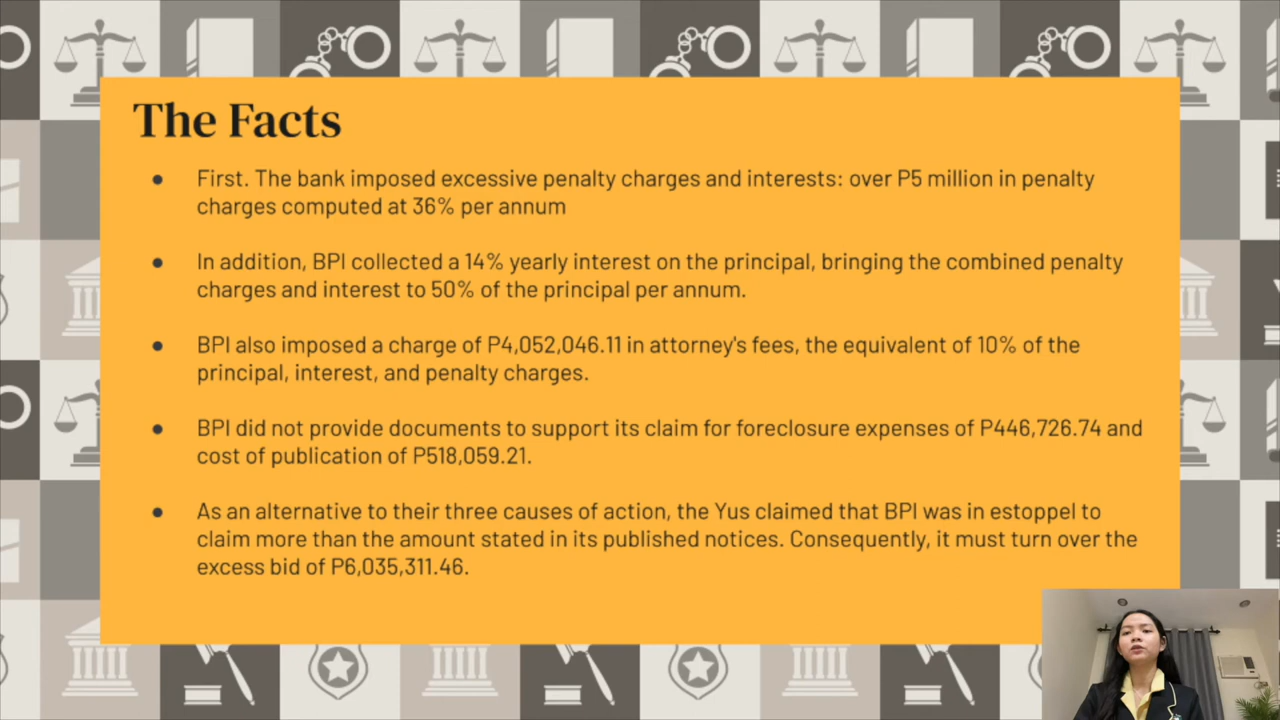 The Facts
● First. The bank imposed excessive penalty charges and interests: over P5 million in penalty
charges computed at 36% per annum
● In addition, BPI collected a 14% yearly interest on the principal, bringing the combined penalty
charges and interest to 50% of the principal per annum.
● BPI also imposed a charge of P4,052,046.11 in attorney's fees, the equivalent of 10% of the
principal, interest, and penalty charges.
● BPI did not provide documents to support its claim for foreclosure expenses of P446,726.74 and
cost of publication of P518,059.21.
● As an alternative to their three causes of action, the Yus claimed that BPI was in estoppel to
claim more than the amount stated in its published notices. Consequently, it must turn over the
excess bid of P6,035,311.46.